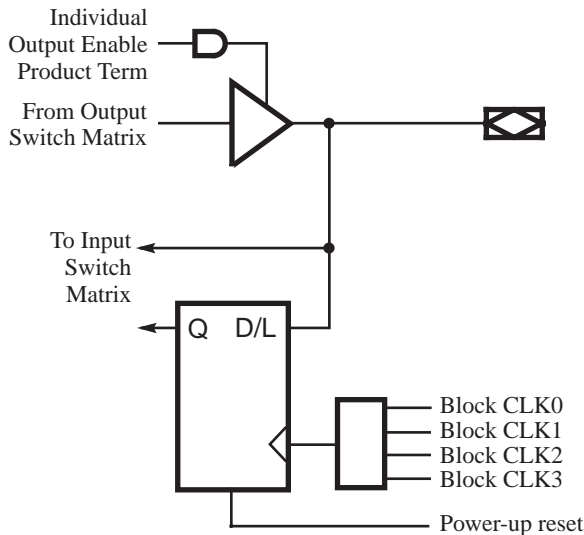 Individual
Output Enable
Product Term
From Output
Switch Matrix
To Input
Switch
Matrix
Q D/L
Block CLK0
Block CLK1
Block CLK2
Block CLK3
Power-up reset